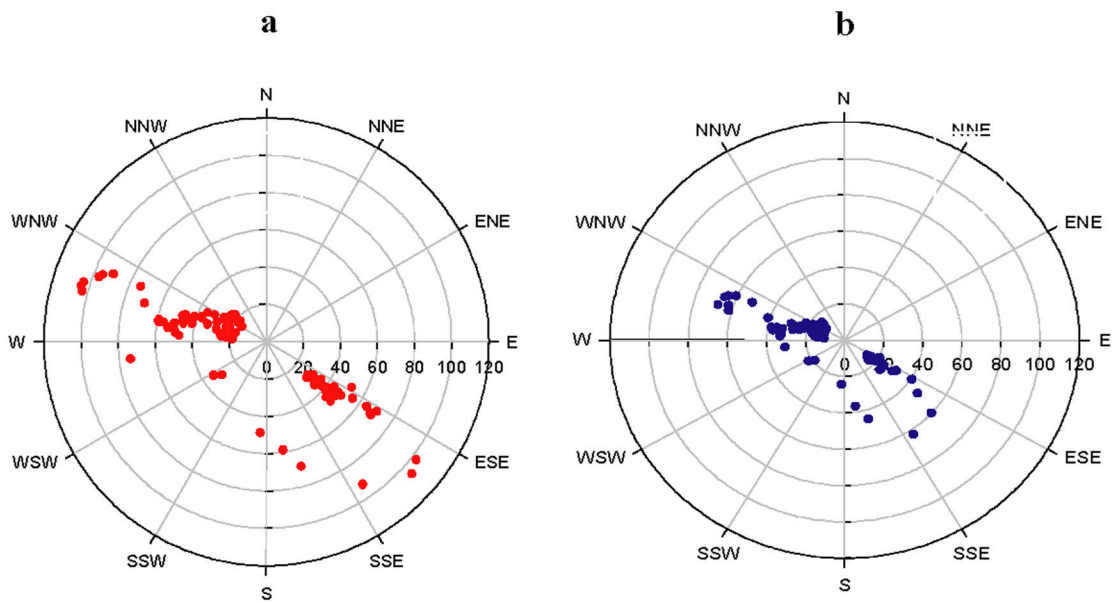 a b
N N
NNW NNE NNW NNE
WNW ENE WNW ENE
W E W E
0 20 40 60 80 100 120 0 20 40 60 80 100 120
WSW ESE WSW ESE
SSW SSE SSW SSE
S S